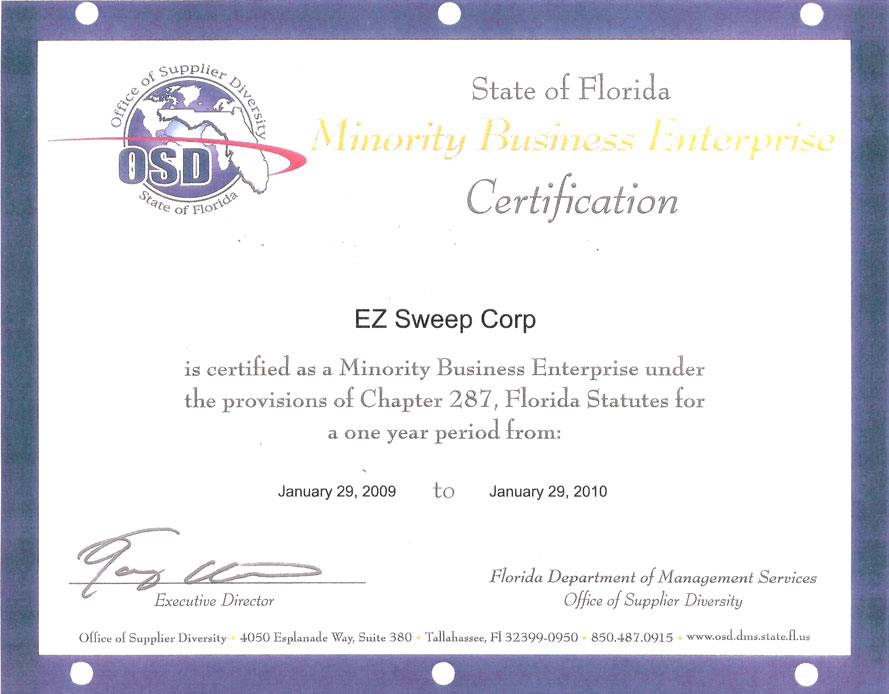 Office of Supplier Diversity
OSD
State of Florida
State of Florida
Minority Business Enterprise
Certification
EZ Sweep Corp
is certified as a Minority Business Enterprise under
the provisions of Chapter 287, Florida Statutes for
a one year period from:
January 29, 2009 to January 29, 2010
Executive Director
Florida Department of Management Services
Office of Supplier Diversity
Office of Supplier Diversity • 4050 Esplanade Way, Suite 380 • Tallahassee, Fl 32399-0950 • 850.487.0915 • www.osd.dms.state.fl.us